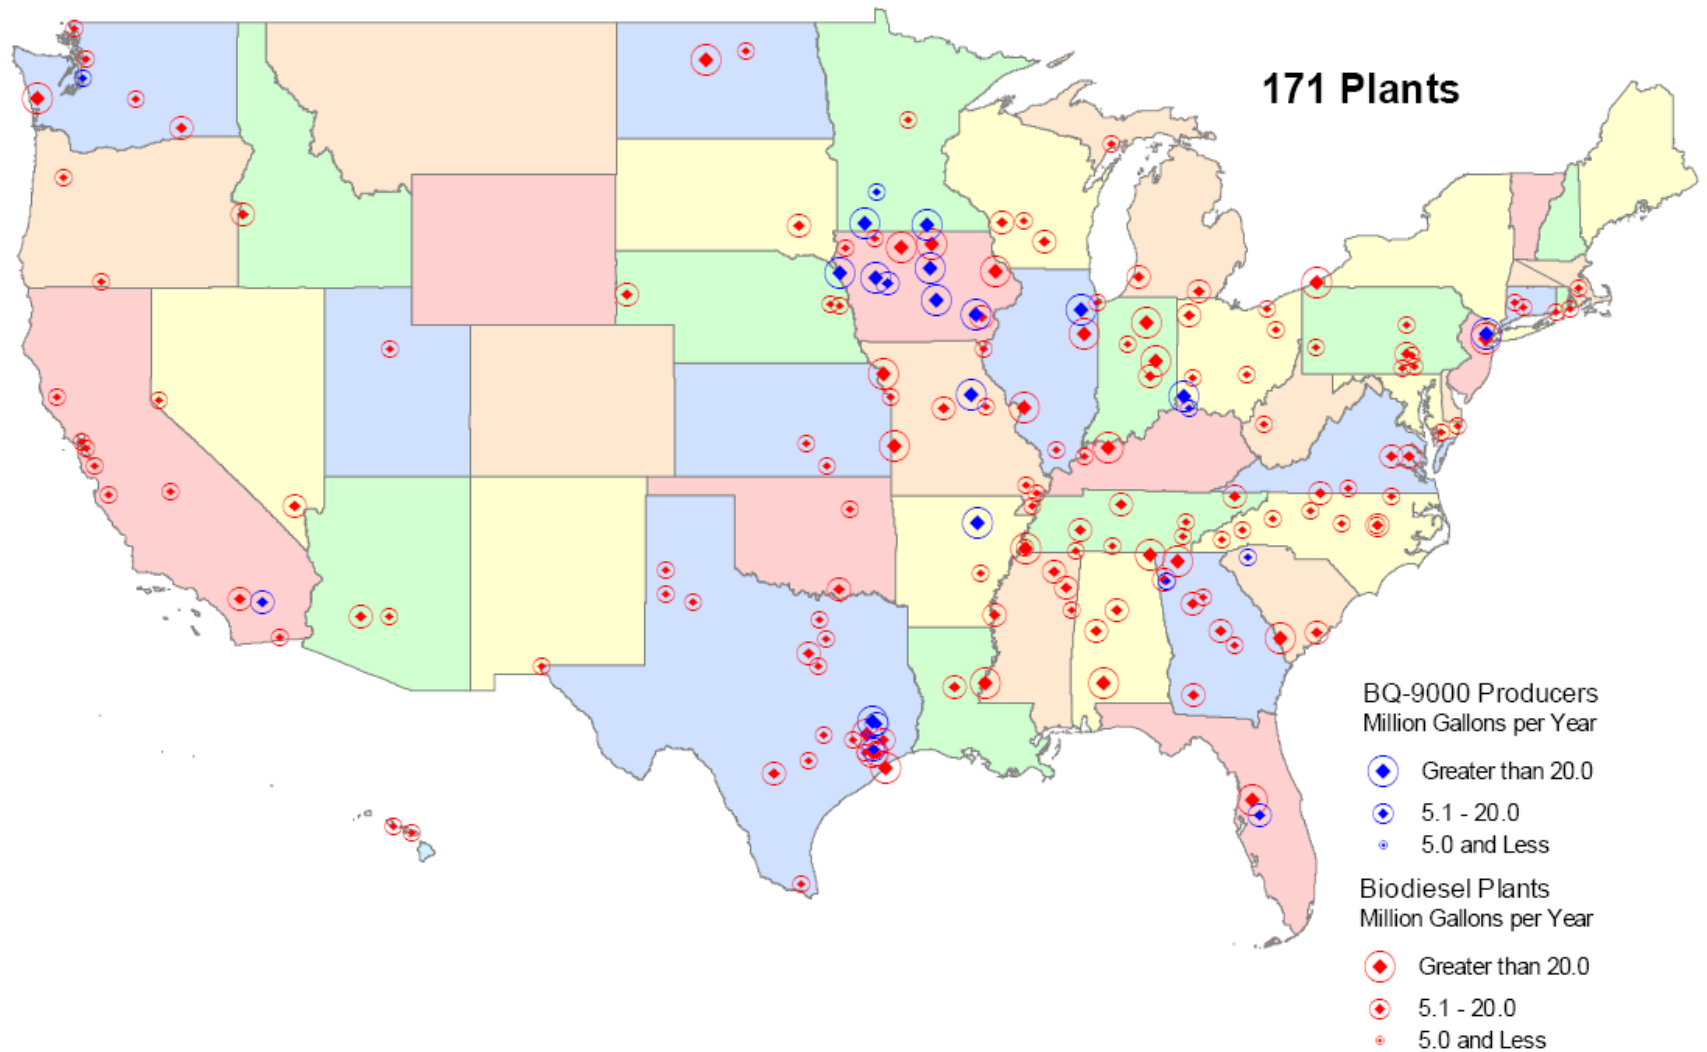 171 Plants
BQ-9000 Producers
Million Gallons per Year
Greater than 20.0
5.1 - 20.0
5.0 and Less
Biodiesel Plants
Million Gallons per Year
Greater than 20.0
5.1 - 20.0
5.0 and Less